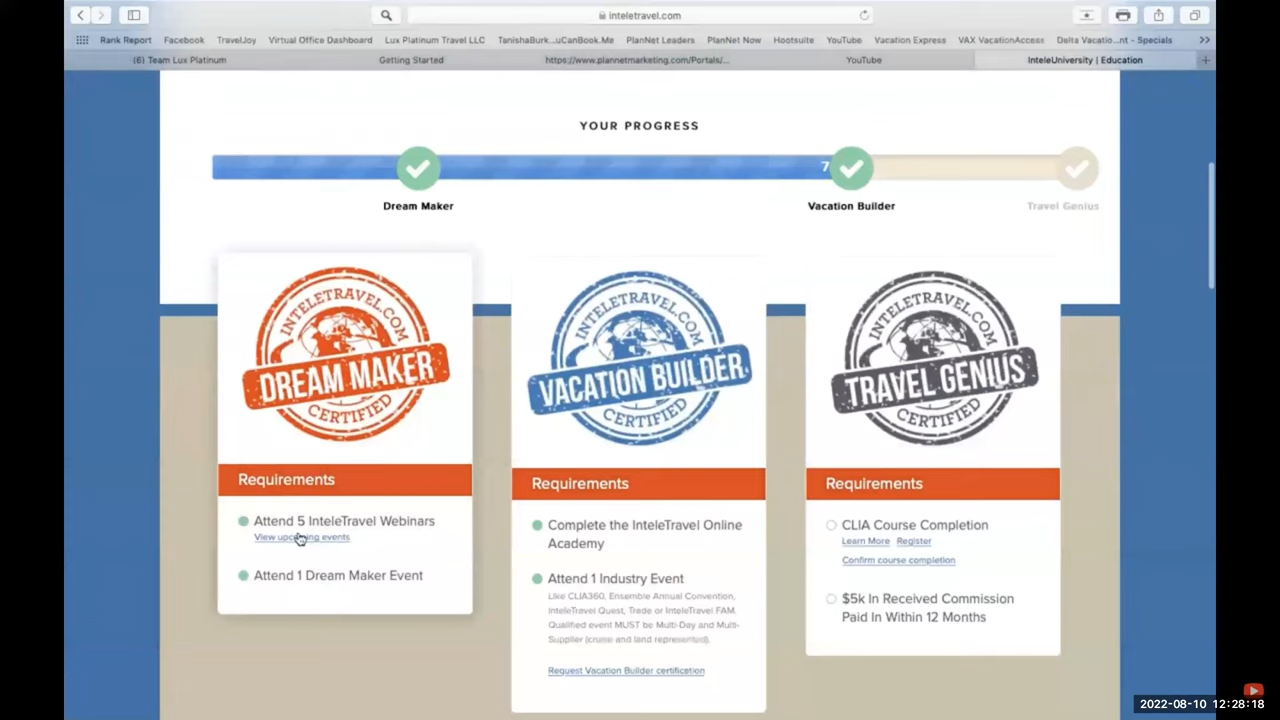 inteletravel.com
Rank Report Facebook TravelJoy Virtual Office Dashboard Lux Platinum Travel LLC TanishaBurk...uCanBook.Me PlanNet Leaders PlanNet Now Hootsuite YouTube Vacation Express VAX VacationAccess Delta Vacatio...nt - Specials
(6) Team Lux Platinum Getting Started https://www.plannetmarketing.com/Portals/... YouTube InteleUniversity | Education
YOUR PROGRESS
7
Dream Maker Vacation Builder Travel Genius
INTELETRAVEL.COM
DREAM MAKER
CERTIFIED
INTELETRAVEL.COM
VACATION BUILDER
CERTIFIED
INTELETRAVEL.COM
TRAVEL GENIUS
CERTIFIED
Requirements
Attend 5 InteleTravel Webinars
View upcoming events
Attend 1 Dream Maker Event
Requirements
Complete the InteleTravel Online
Academy
Attend 1 Industry Event
Like CLIA360, Ensemble Annual Convention,
InteleTravel Quest, Trade or InteleTravel FAM.
Qualified event MUST be Multi-Day and Multi-
Supplier (cruise and land represented).
Request Vacation Builder certification
Requirements
CLIA Course Completion
Learn More Register
Confirm course completion
$5k In Received Commission
Paid In Within 12 Months
2022-08-10 12:28:18